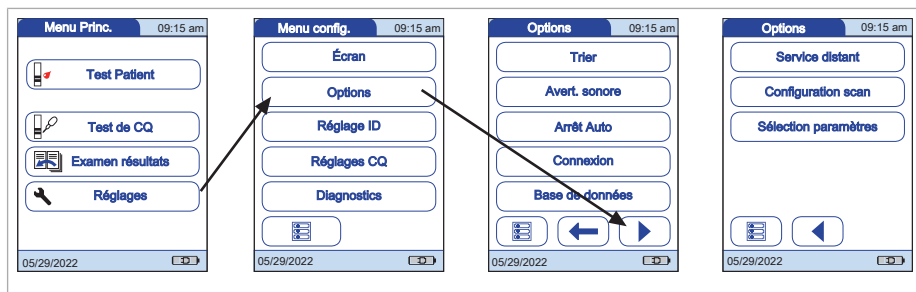 Menu Princ. 09:15 am
Test Patient
Test de CQ
Examen résultats
Réglages
05/29/2022
Menu config. 09:15 am
Écran
Options
Réglage ID
Réglages CQ
Diagnostics
05/29/2022
Options 09:15 am
Trier
Avert. sonore
Arrêt Auto
Connexion
Base de données
05/29/2022
Options 09:15 am
Service distant
Configuration scan
Sélection paramètres
05/29/2022